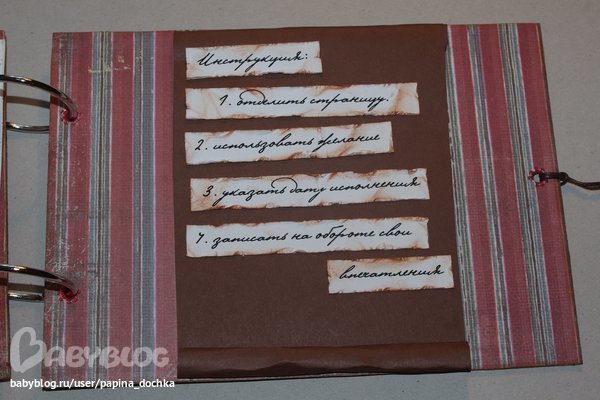 Инструкция:
1. отделить страницу.
2. использовать желание
3. указать дату исполнения
4. записать на обороте свои
впечатления
BABYBLOG
babyblog.ru/user/papina_dochka